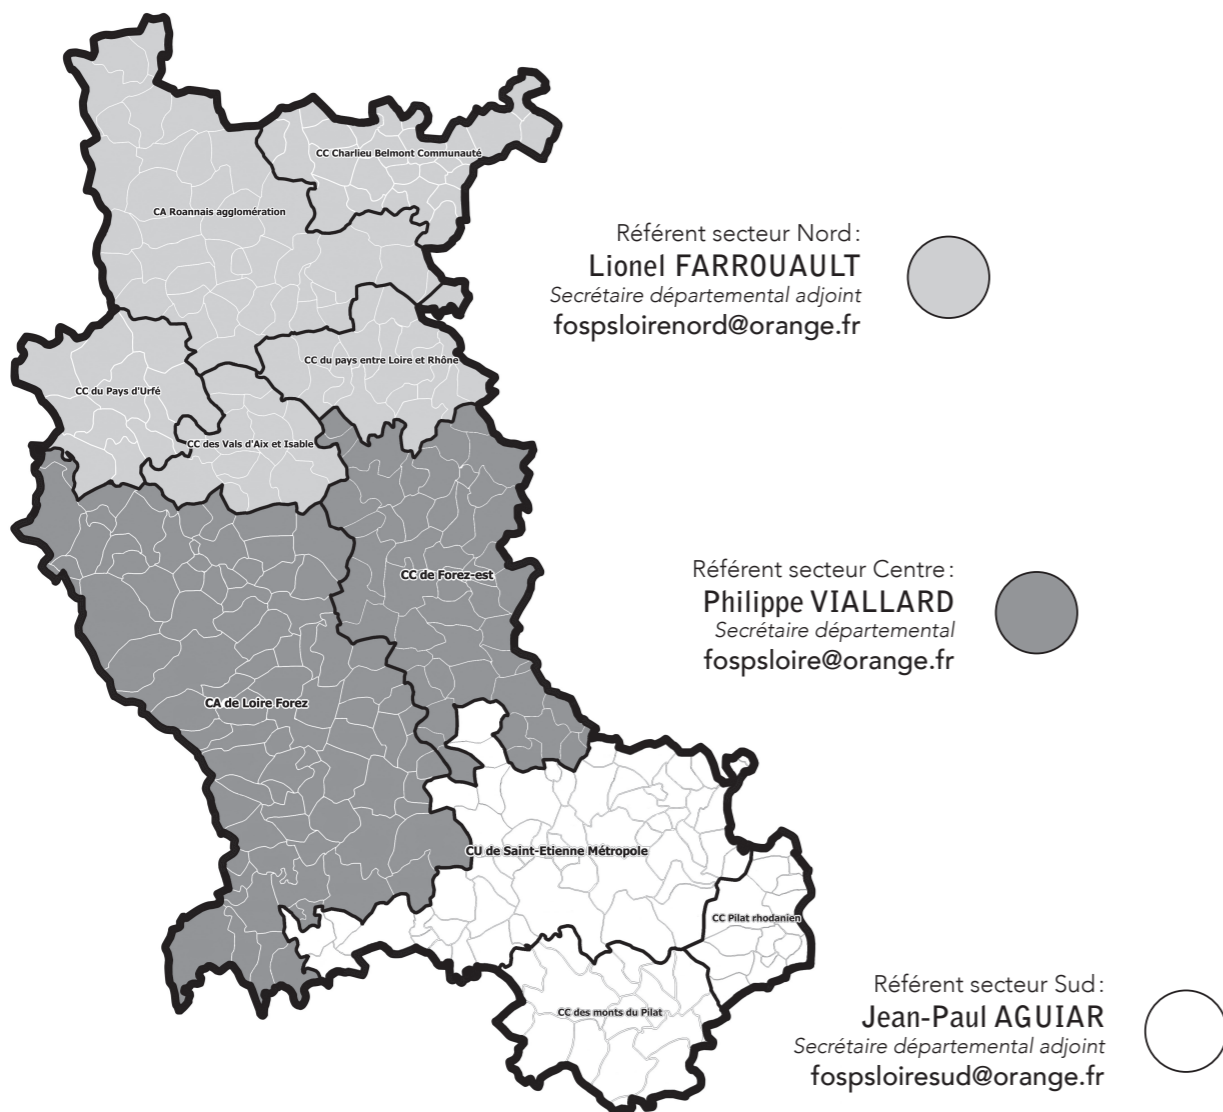 CC Charlieu Belmont Communauté
CA Roannais agglomération
CC du pays entre Loire et Rhône
CC du Pays d'Urfé
CC des Vals d'Aix et Isable
CC de Forez-est
CA de Loire Forez
CU de Saint-Etienne Métropole
CC Pilat rhodanien
CC des monts du Pilat
Référent secteur Nord :
Lionel FARROUAULT
Secrétaire départemental adjoint
fospsloirenord@orange.fr
Référent secteur Centre :
Philippe VIALLARD
Secrétaire départemental
fospsloire@orange.fr
Référent secteur Sud :
Jean-Paul AGUIAR
Secrétaire départemental adjoint
fospsloiresud@orange.fr